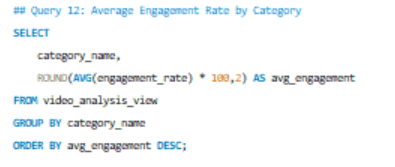 ## Query 12: Average Engagement Rate by Category
SELECT
category_name,
ROUND(AVG(engagement_rate) * 100,2) AS avg_engagement
FROM video_analysis_view
GROUP BY category_name
ORDER BY avg_engagement DESC;